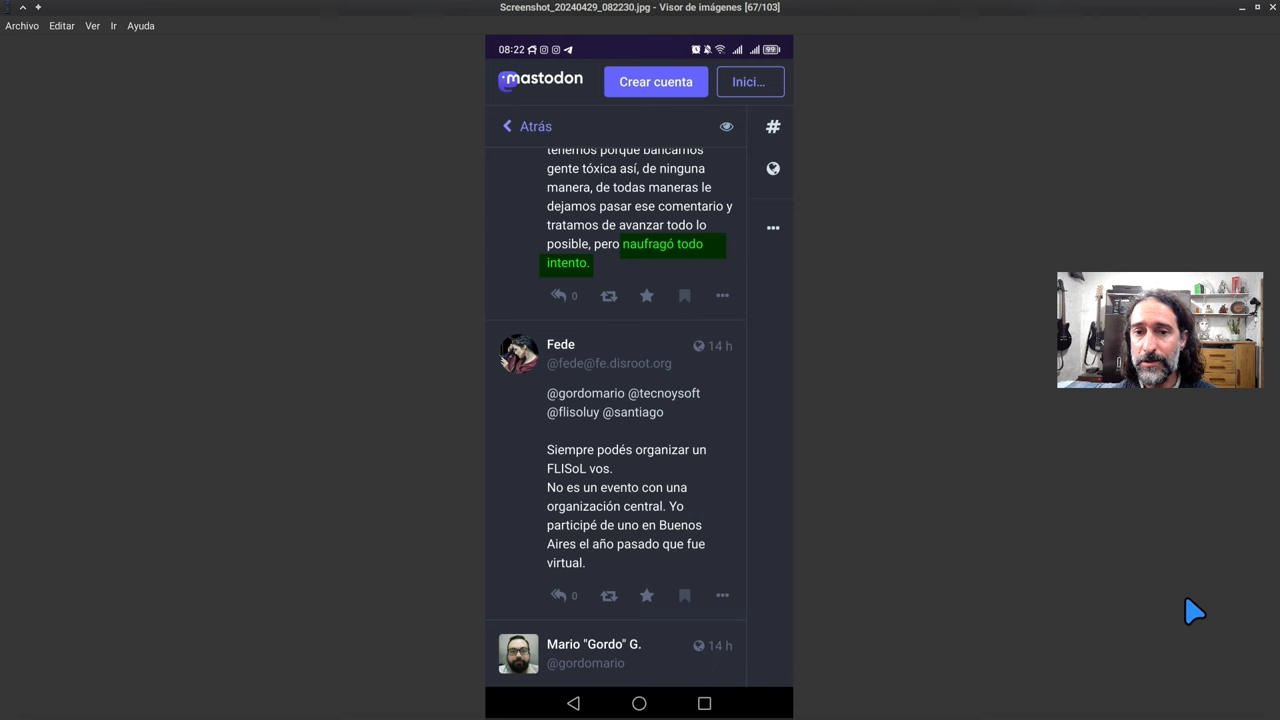 Screenshot_20240429_082230.jpg - Visor de imágenes [67/103]
Archivo Editar Ver Ir Ayuda
08:22 99
mastodon Crear cuenta Inici…
Atrás
tenemos porque bancarnos
gente tóxica así, de ninguna
manera, de todas maneras le
dejamos pasar ese comentario y
tratamos de avanzar todo lo
posible, pero naufragó todo
intento.
0
Fede 14 h
@fede@fe.disroot.org
@gordomario @tecnoysoft
@flisoluy @santiago
Siempre podés organizar un
FLISoL vos.
No es un evento con una
organización central. Yo
participé de uno en Buenos
Aires el año pasado que fue
virtual.
0
Mario "Gordo" G. 14 h
@gordomario